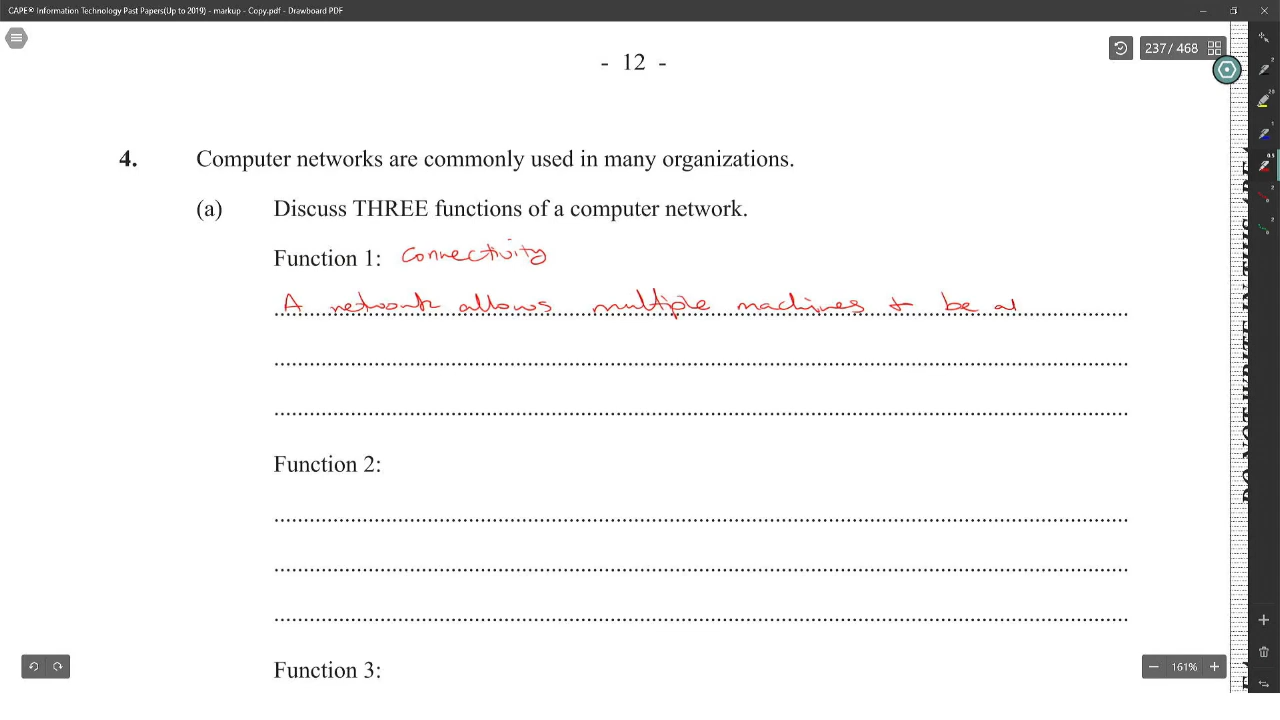 CAPE® Information Technology Past Papers(Up to 2019) - markup - Copy.pdf - Drawboard PDF
237 / 468
- 12 -
4. Computer networks are commonly used in many organizations.
(a) Discuss THREE functions of a computer network.
Function 1: Connectivity
A network allows multiple machines to be al
Function 2:
Function 3:
161%